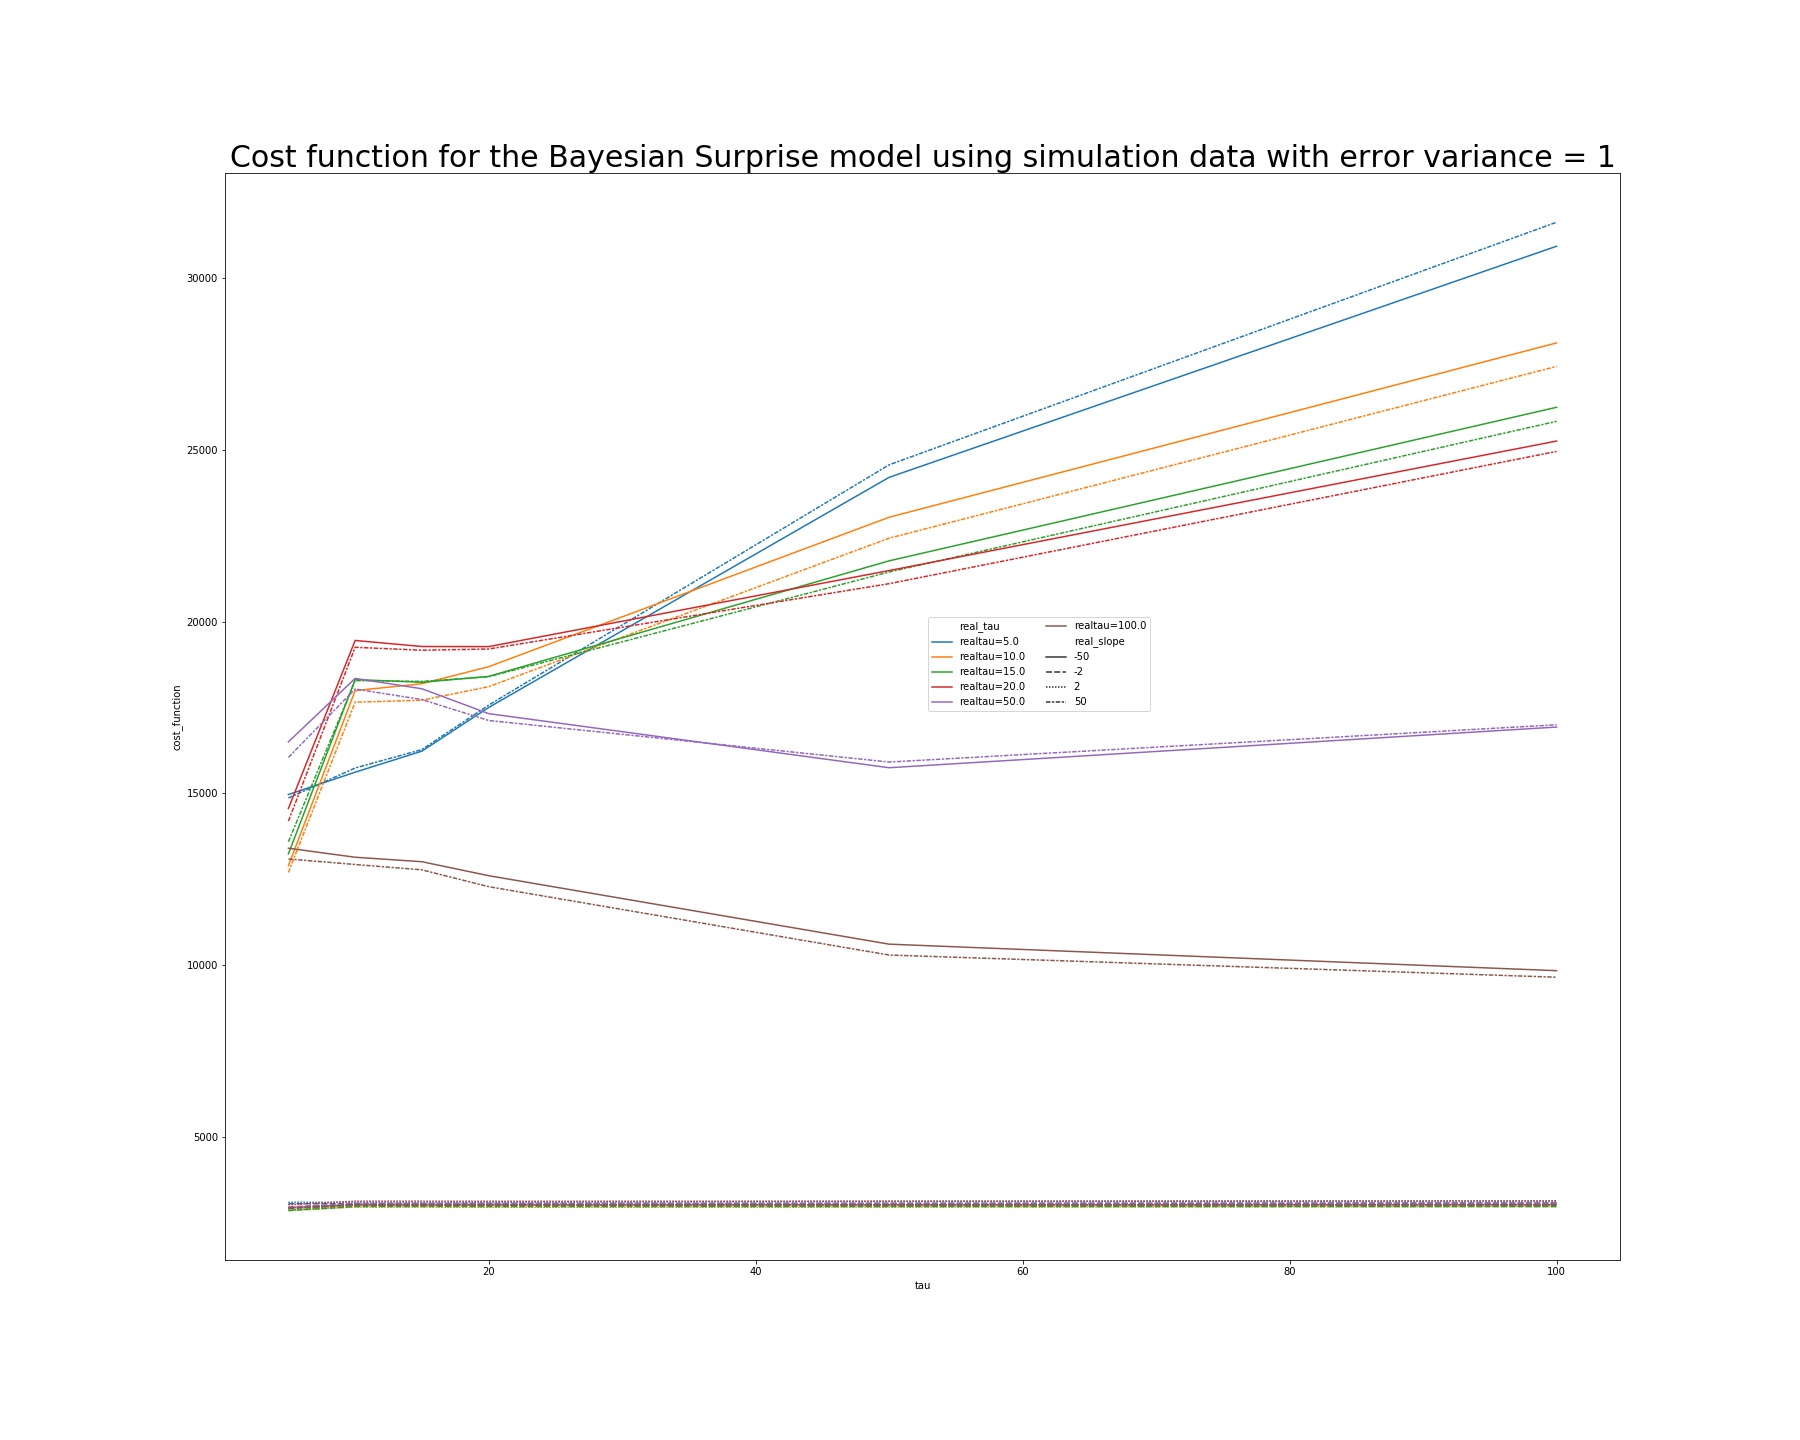 Cost function for the Bayesian Surprise model using simulation data with error variance = 1
30000
25000
20000
15000
10000
5000
cost_function
real_tau
realtau=5.0
realtau=10.0
realtau=15.0
realtau=20.0
realtau=50.0
realtau=100.0
real_slope
-50
-2
2
50
20
40
60
80
100
tau